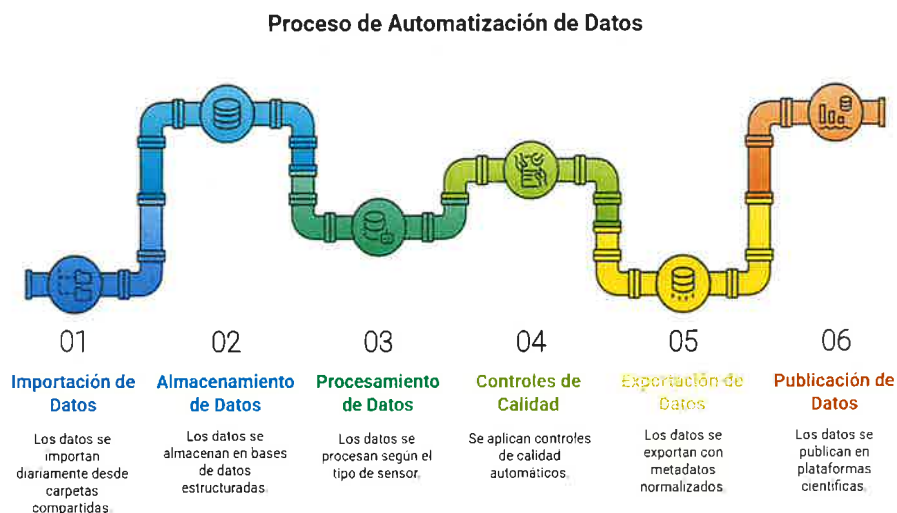 Proceso de Automatización de Datos
01
Importación de
Datos
Los datos se
importan
diariamente desde
carpetas
compartidas.
02
Almacenamiento
de Datos
Los datos se
almacenan en bases
de datos
estructuradas.
03
Procesamiento
de Datos
Los datos se
procesan según el
tipo de sensor.
04
Controles de
Calidad
Se aplican controles
de calidad
automáticos.
05
Exportación de
Datos
Los datos se
exportan con
metadatos
normalizados.
06
Publicación de
Datos
Los datos se
publican en
plataformas
científicas.